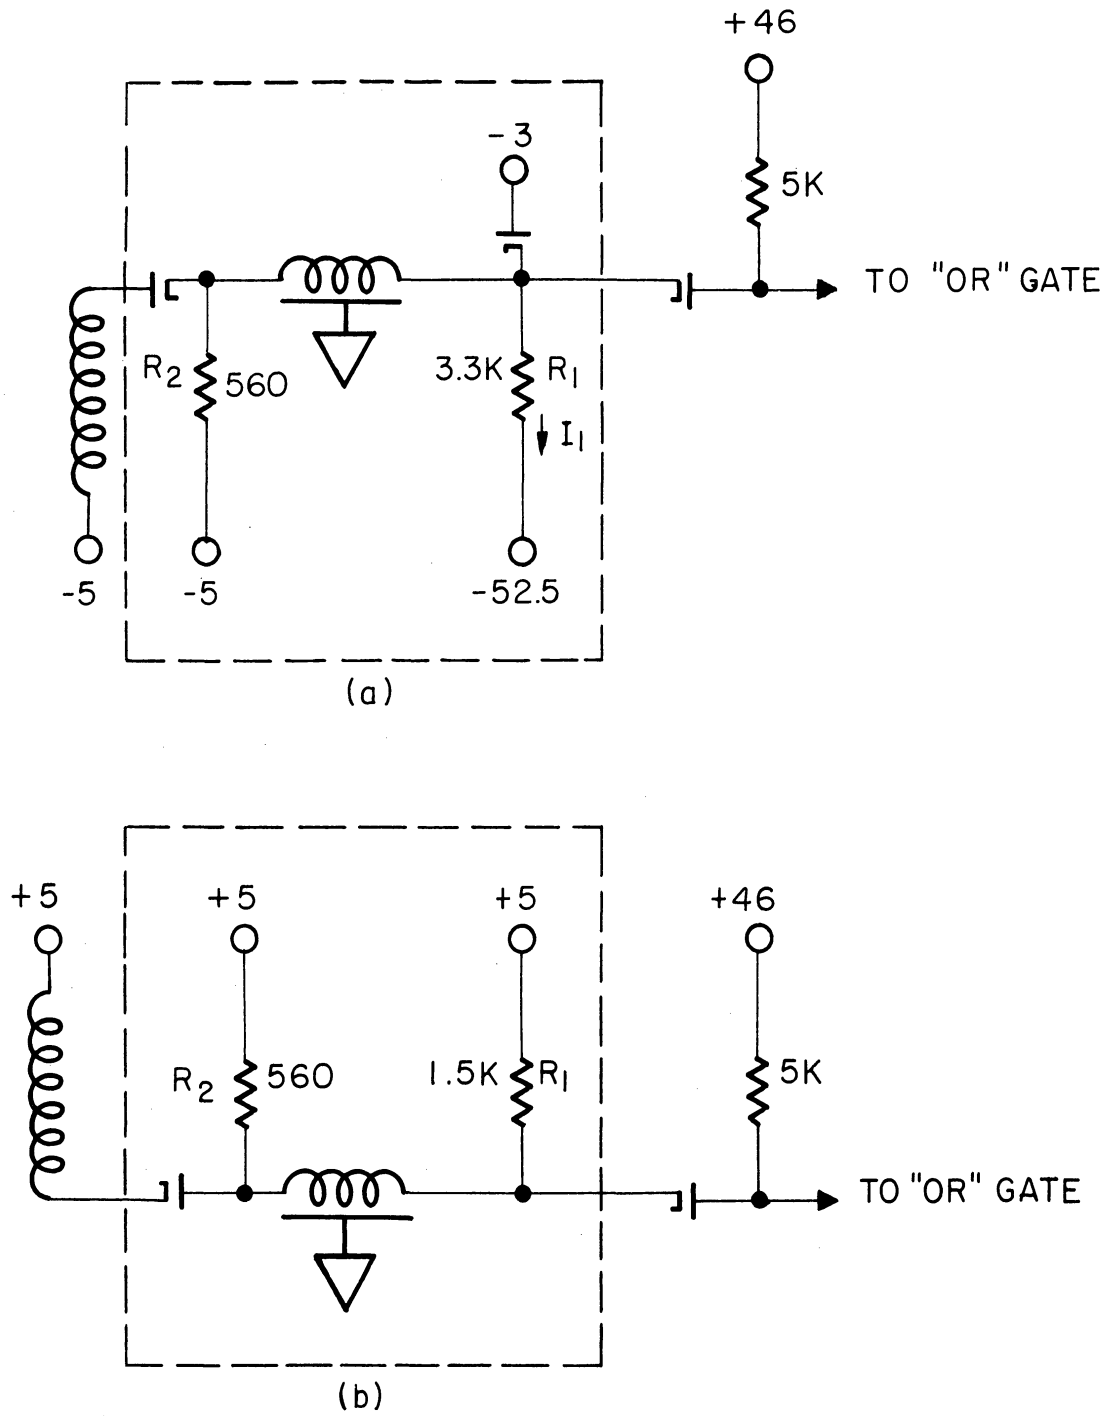 +46
-3
5K
TO "OR" GATE
R2 560
3.3K R1
I1
-5 -5 -52.5
(a)
+5 +5 +5 +46
R2 560 1.5K R1 5K
TO "OR" GATE
(b)